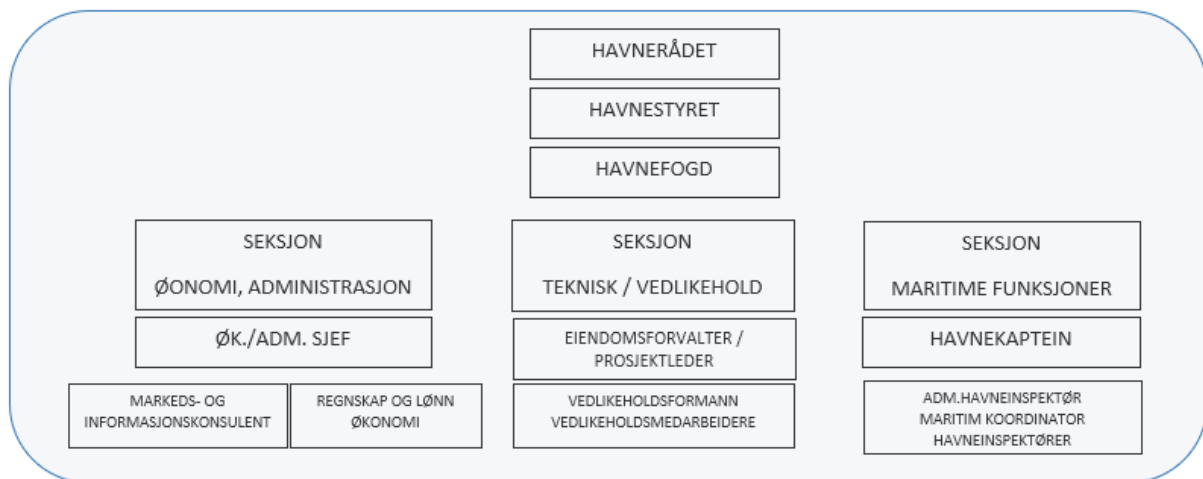 HAVNERÅDET
HAVNESTYRET
HAVNEFOGD
SEKSJON
ØONOMI, ADMINISTRASJON
ØK./ADM. SJEF
MARKEDS- OG
INFORMASJONSKONSULENT
REGNSKAP OG LØNN
ØKONOMI
SEKSJON
TEKNISK / VEDLIKEHOLD
EIENDOMSFORVALTER /
PROSJEKTLEDER
VEDLIKEHOLDSFORMANN
VEDLIKEHOLDSMEDARBEIDERE
SEKSJON
MARITIME FUNKSJONER
HAVNEKAPTEIN
ADM.HAVNEINSPEKTØR
MARITIM KOORDINATOR
HAVNEINSPEKTØRER